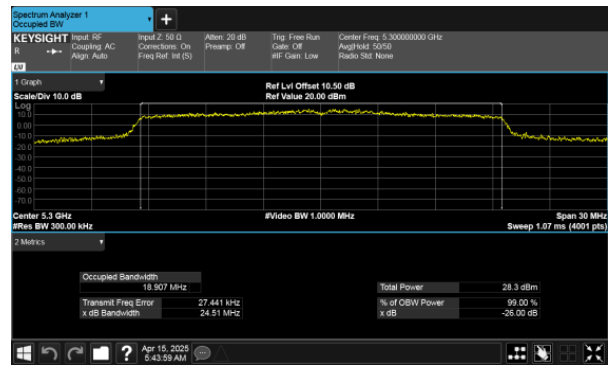 Spectrum Analyzer 1
Occupied BW
KEYSIGHT Input: RF Input Z: 50 Ω Atten: 20 dB Trig: Free Run Center Freq: 5.300000000 GHz
R Coupling: AC Corrections: On Preamp: Off Gate: Off Avg|Hold: 50/50
Align: Auto Freq Ref: Int (S) #IF Gain: Low Radio Std: None
LXI
1 Graph
Scale/Div 10.0 dB
Ref Lvl Offset 10.50 dB
Ref Value 20.00 dBm
Log
10.0
0.00
-10.0
-20.0
-30.0
-40.0
-50.0
-60.0
-70.0
Center 5.3 GHz #Video BW 1.0000 MHz Span 30 MHz
#Res BW 300.00 kHz Sweep 1.07 ms (4001 pts)
2 Metrics
Occupied Bandwidth
18.907 MHz Total Power 28.3 dBm
Transmit Freq Error 27.441 kHz % of OBW Power 99.00 %
x dB Bandwidth 24.51 MHz x dB -26.00 dB
?
Apr 15, 2025
5:43:59 AM